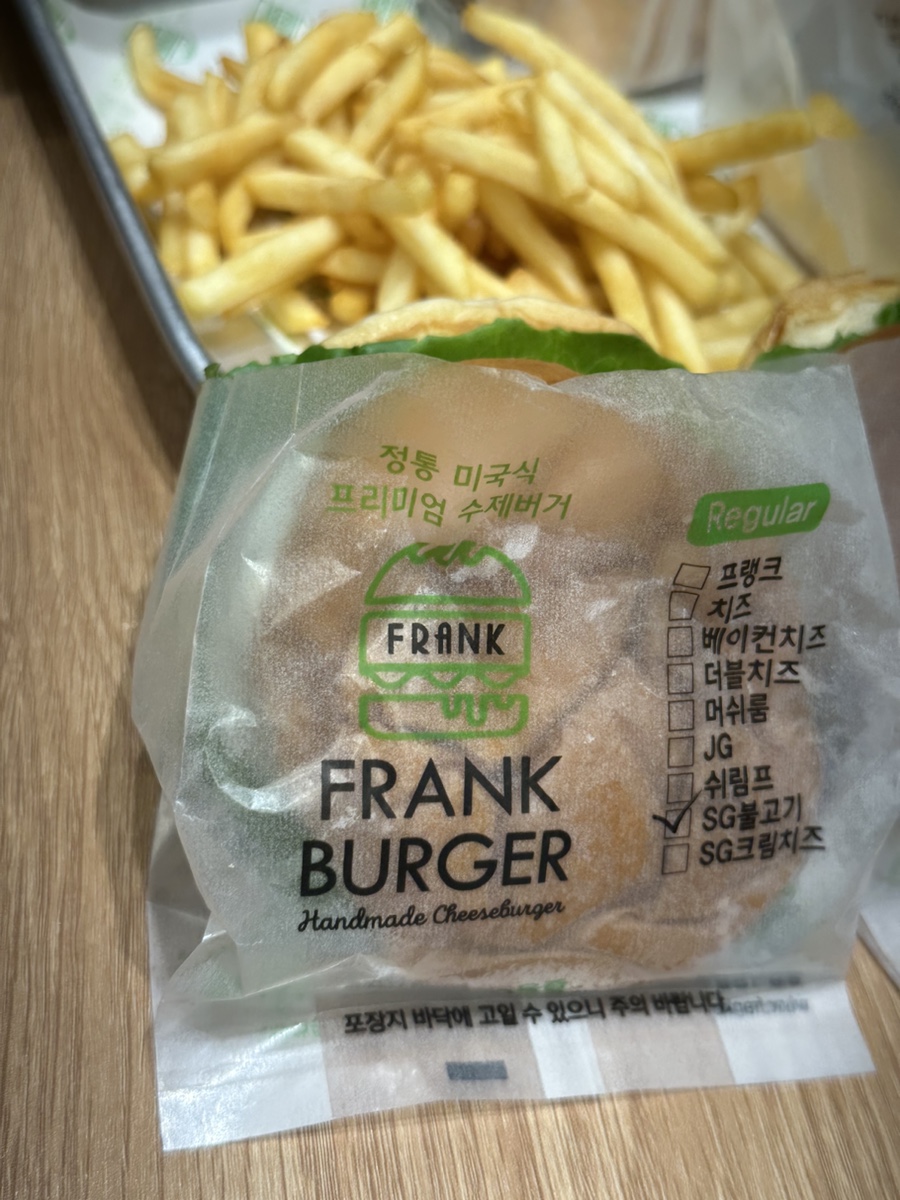 정통 미국식
프리미엄 수제버거
FRANK
FRANK
BURGER
Handmade Cheeseburger
Regular
프랭크
치즈
베이컨치즈
더블치즈
머쉬룸
JG
쉬림프
SG불고기
SG크림치즈
포장지 바닥에 고일 수 있으니 주의 바랍니다.